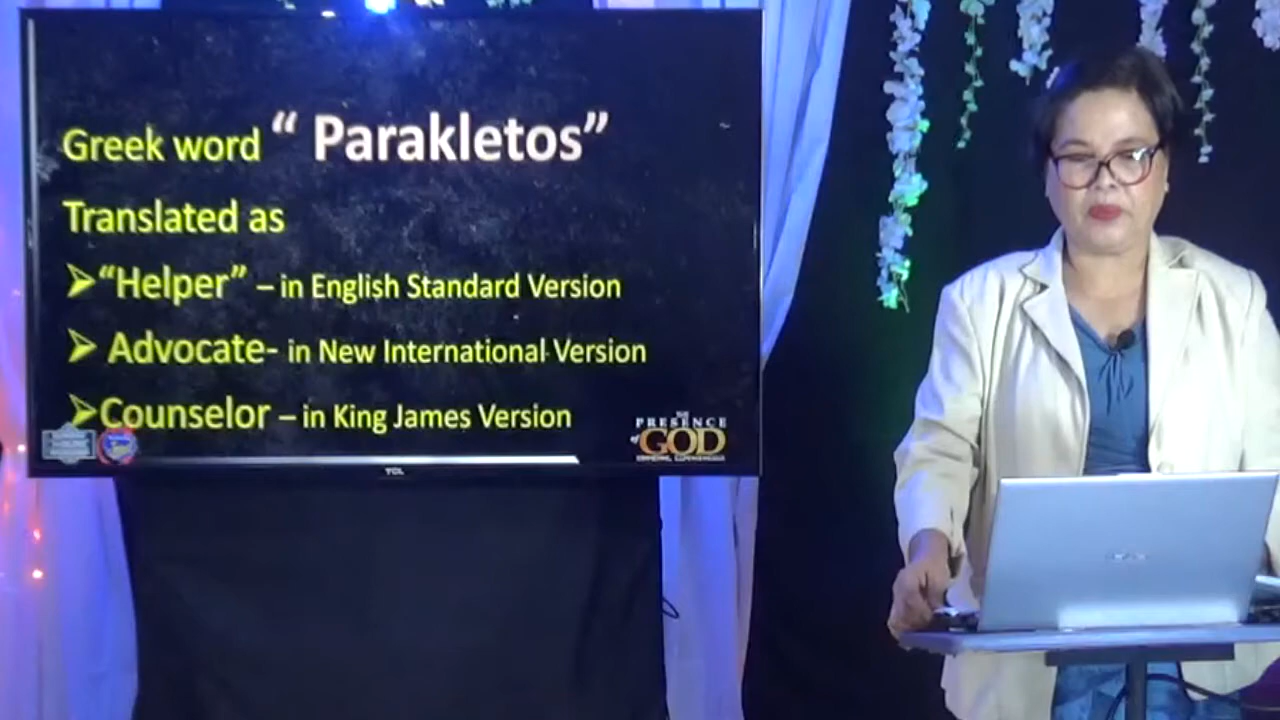 Greek word “ Parakletos”
Translated as
➢“Helper” – in English Standard Version
➢ Advocate- in New International Version
➢Counselor – in King James Version
THE
PRESENCE
of GOD
TCL